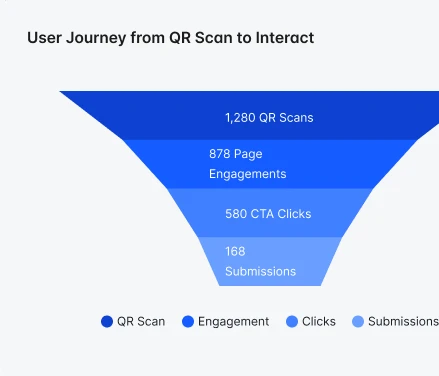 User Journey from QR Scan to Interact
1,280 QR Scans
878 Page
Engagements
580 CTA Clicks
168
Submissions
QR Scan Engagement Clicks Submissions